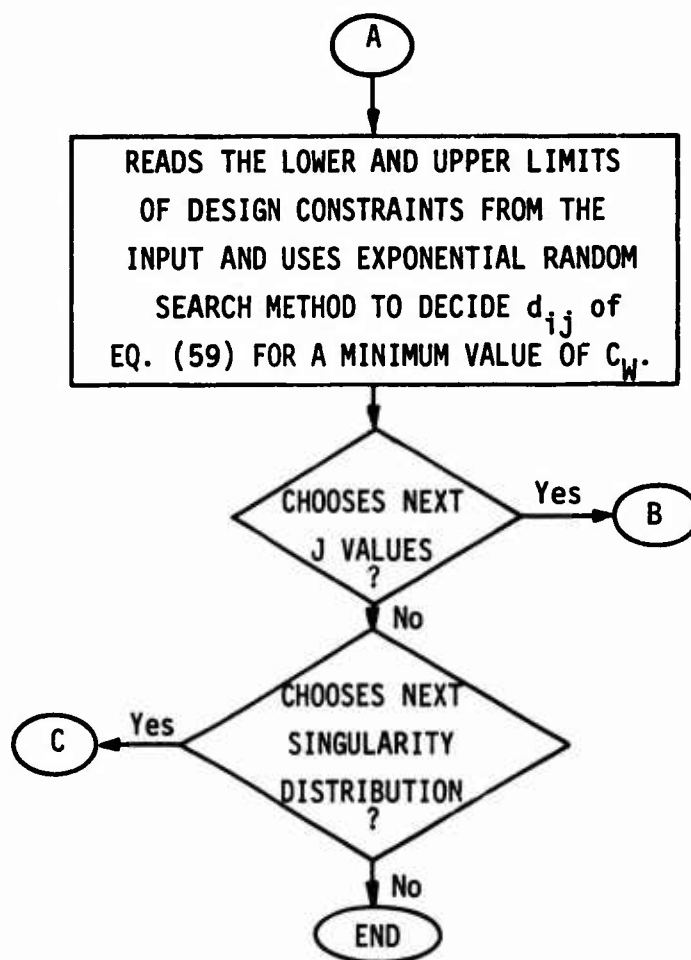 A
READS THE LOWER AND UPPER LIMITS
OF DESIGN CONSTRAINTS FROM THE
INPUT AND USES EXPONENTIAL RANDOM
SEARCH METHOD TO DECIDE d_ij of
EQ. (59) FOR A MINIMUM VALUE OF C_W.
CHOOSES NEXT
J VALUES
?
Yes
B
No
CHOOSES NEXT
SINGULARITY
DISTRIBUTION
?
Yes
C
No
END